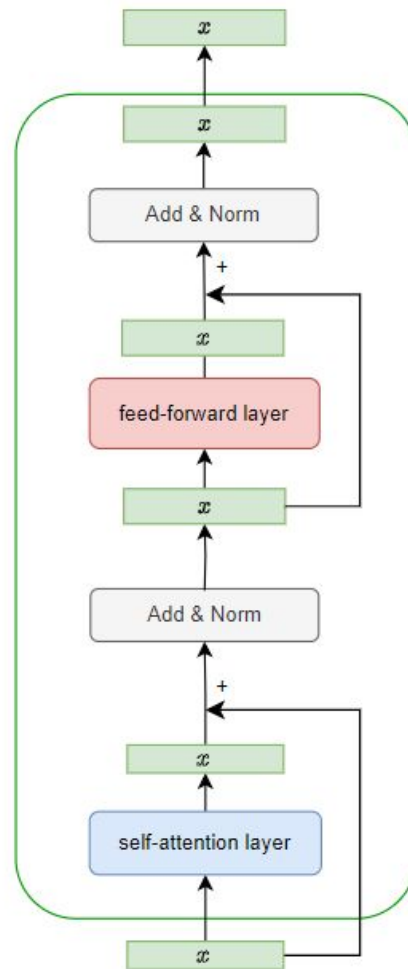 x
x
Add & Norm
+
x
feed-forward layer
x
Add & Norm
+
x
self-attention layer
x